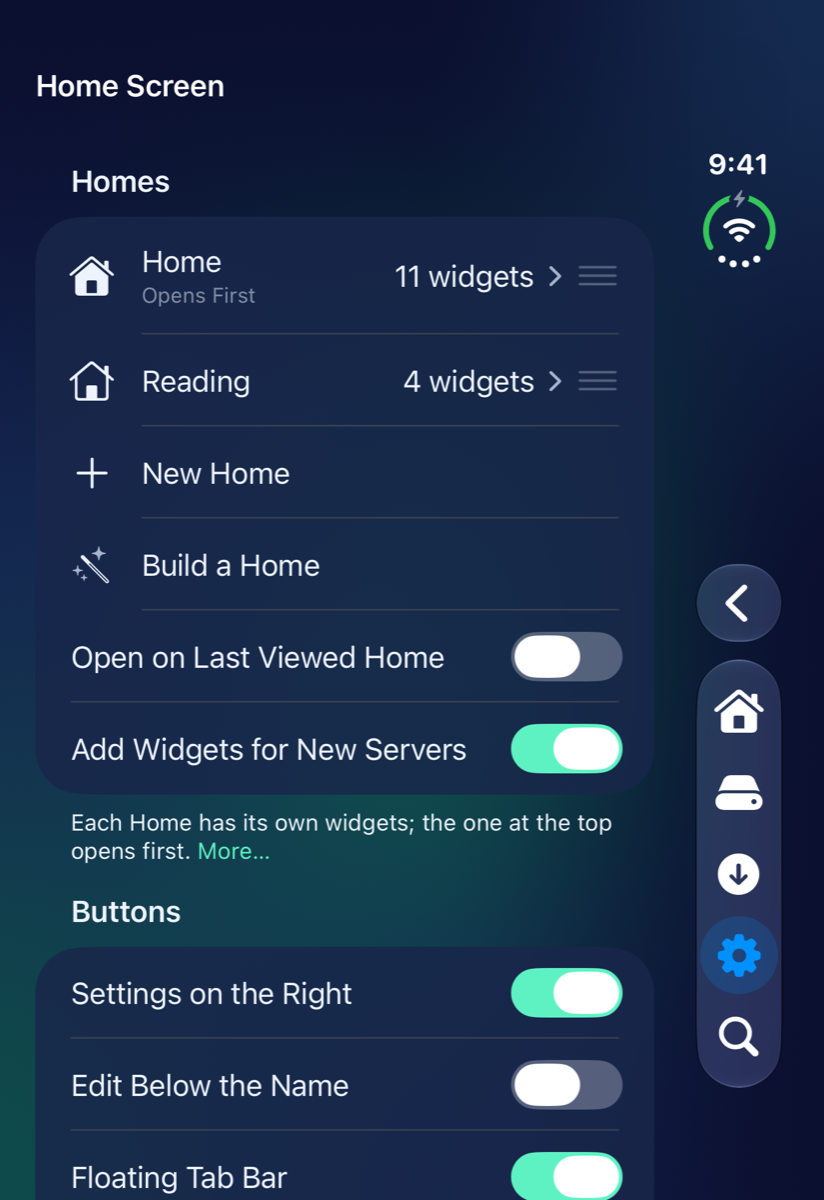 Home Screen
9:41
Homes
Home
Opens First
11 widgets
Reading
4 widgets
New Home
Build a Home
Open on Last Viewed Home
Add Widgets for New Servers
Each Home has its own widgets; the one at the top
opens first. More...
Buttons
Settings on the Right
Edit Below the Name
Floating Tab Bar